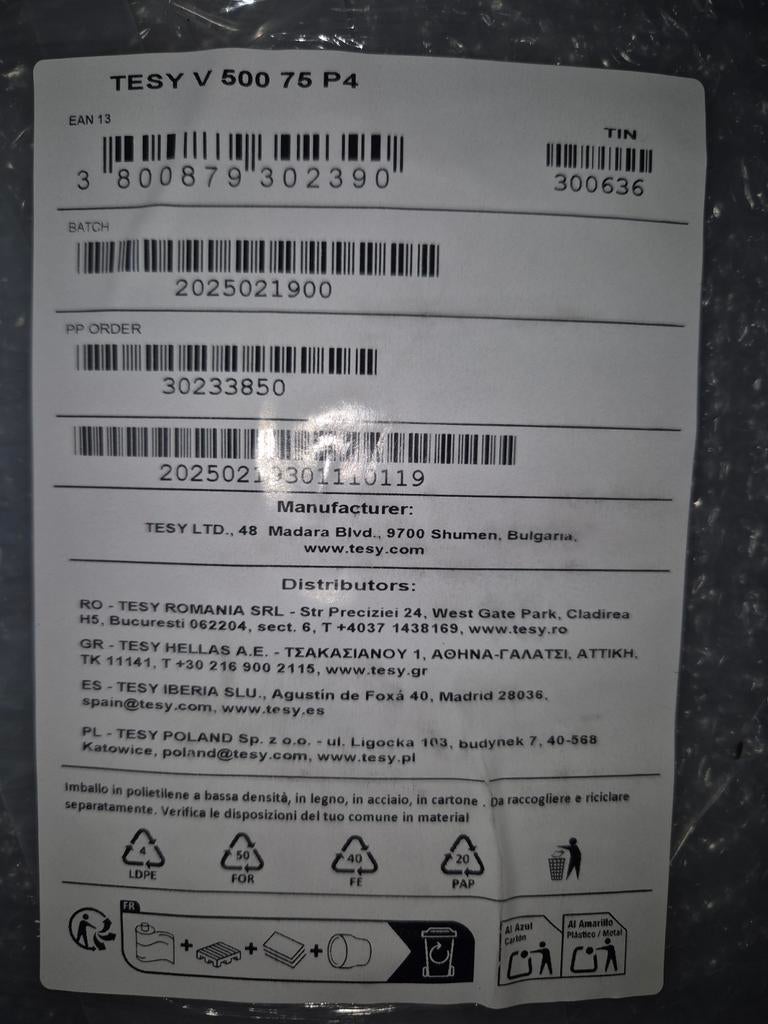 TESY V 500 75 P4
EAN 13
TIN
3 800879 302390
300636
BATCH
2025021900
PP ORDER
30233850
20250219301110119
Manufacturer:
TESY LTD., 48 Madara Blvd., 9700 Shumen, Bulgaria,
www.tesy.com
Distributors:
RO - TESY ROMANIA SRL - Str Preciziei 24, West Gate Park, Cladirea
H5, Bucuresti 062204, sect. 6, T +4037 1438169, www.tesy.ro
GR - TESY HELLAS A.E. - ΤΣΑΚΑΣΙΑΝΟΥ 1, ΑΘΗΝΑ-ΓΑΛΑΤΣΙ, ΑΤΤΙΚΗ,
TK 11141, T +30 216 900 2115, www.tesy.gr
ES - TESY IBERIA SLU., Agustín de Foxá 40, Madrid 28036,
spain@tesy.com, www.tesy.es
PL - TESY POLAND Sp. z o.o. - ul. Ligocka 103, budynek 7, 40-568
Katowice, poland@tesy.com, www.tesy.pl
Imballo in polietilene a bassa densità, in legno, in acciaio, in cartone . Da raccogliere e riciclare
separatamente. Verifica le disposizioni del tuo comune in material
4
50
40
20
LDPE
FOR
FE
PAP
FR
Al Azul
Cartón
Al Amarillo
Plástico / Metal